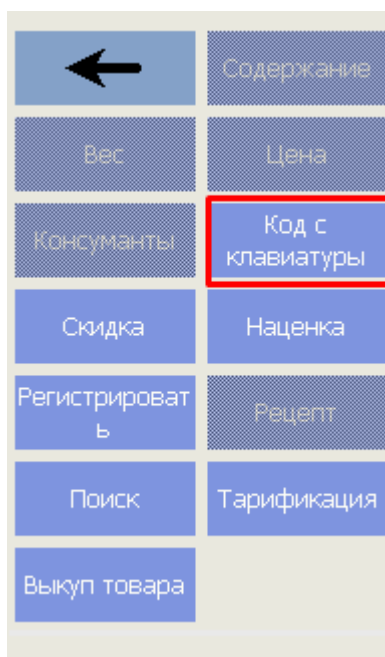 Содержание
Вес
Цена
Консуманты
Код с
клавиатуры
Скидка
Наценка
Регистрироват
ь
Рецепт
Поиск
Тарификация
Выкуп товара